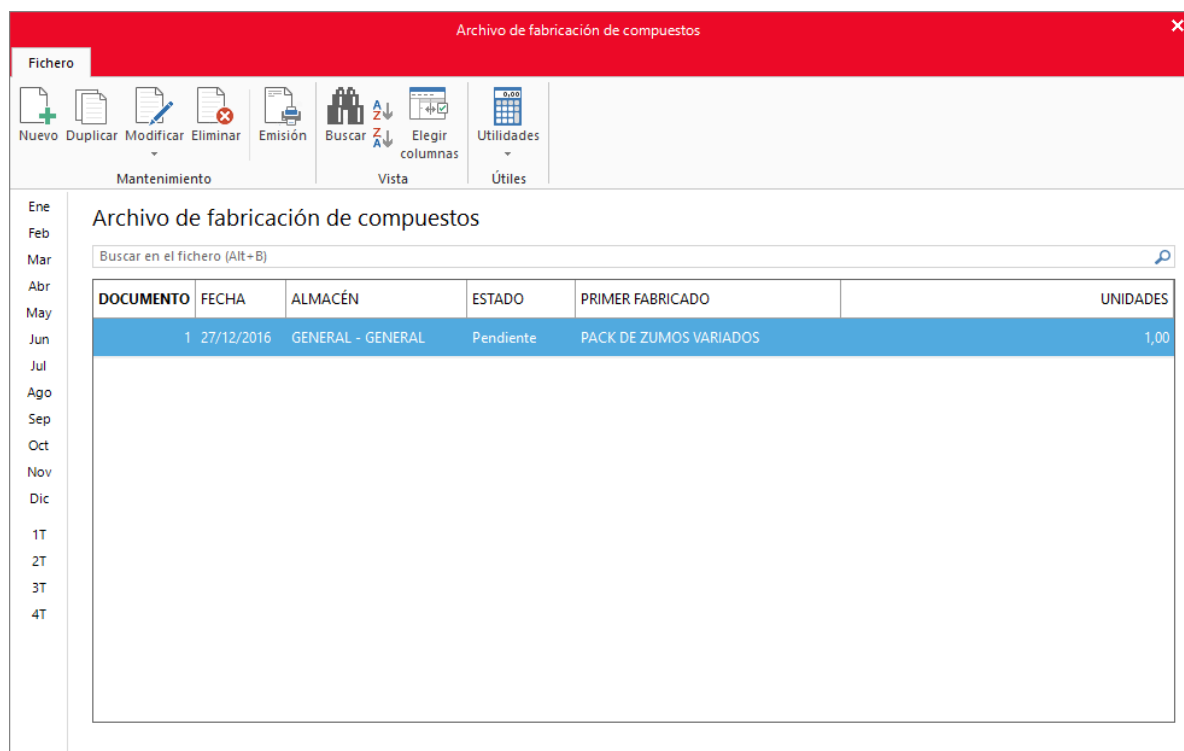 Archivo de fabricación de compuestos
Fichero
Nuevo Duplicar Modificar Eliminar Emisión Buscar Elegir columnas Utilidades
Mantenimiento Vista Útiles
Ene
Feb
Mar
Abr
May
Jun
Jul
Ago
Sep
Oct
Nov
Dic
1T
2T
3T
4T
Archivo de fabricación de compuestos
Buscar en el fichero (Alt+B)
DOCUMENTO FECHA ALMACÉN ESTADO PRIMER FABRICADO UNIDADES
1 27/12/2016 GENERAL - GENERAL Pendiente PACK DE ZUMOS VARIADOS 1,00